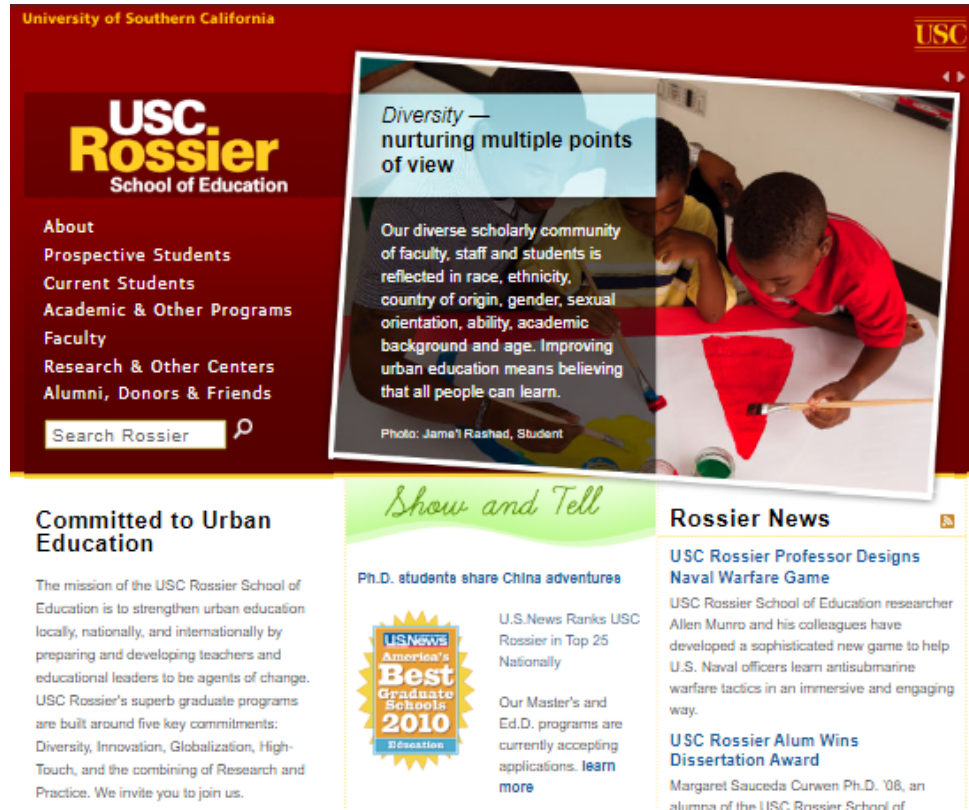 University of Southern California
USC
USC
Rossier
School of Education
About
Prospective Students
Current Students
Academic & Other Programs
Faculty
Research & Other Centers
Alumni, Donors & Friends
Search Rossier
Diversity —
nurturing multiple points
of view
Our diverse scholarly community
of faculty, staff and students is
reflected in race, ethnicity,
country of origin, gender, sexual
orientation, ability, academic
background and age. Improving
urban education means believing
that all people can learn.
Photo: Jame'l Rashad, Student
Committed to Urban
Education
The mission of the USC Rossier School of
Education is to strengthen urban education
locally, nationally, and internationally by
preparing and developing teachers and
educational leaders to be agents of change.
USC Rossier's superb graduate programs
are built around five key commitments:
Diversity, Innovation, Globalization, High-
Touch, and the combining of Research and
Practice. We invite you to join us.
Show and Tell
Ph.D. students share China adventures
U.S.News
America's
Best
Graduate
Schools
2010
Education
U.S.News Ranks USC
Rossier in Top 25
Nationally
Our Master's and
Ed.D. programs are
currently accepting
applications. learn
more
Rossier News
USC Rossier Professor Designs
Naval Warfare Game
USC Rossier School of Education researcher
Allen Munro and his colleagues have
developed a sophisticated new game to help
U.S. Naval officers learn antisubmarine
warfare tactics in an immersive and engaging
way.
USC Rossier Alum Wins
Dissertation Award
Margaret Sauceda Curwen Ph.D. '08, an
alumna of the USC Rossier School of